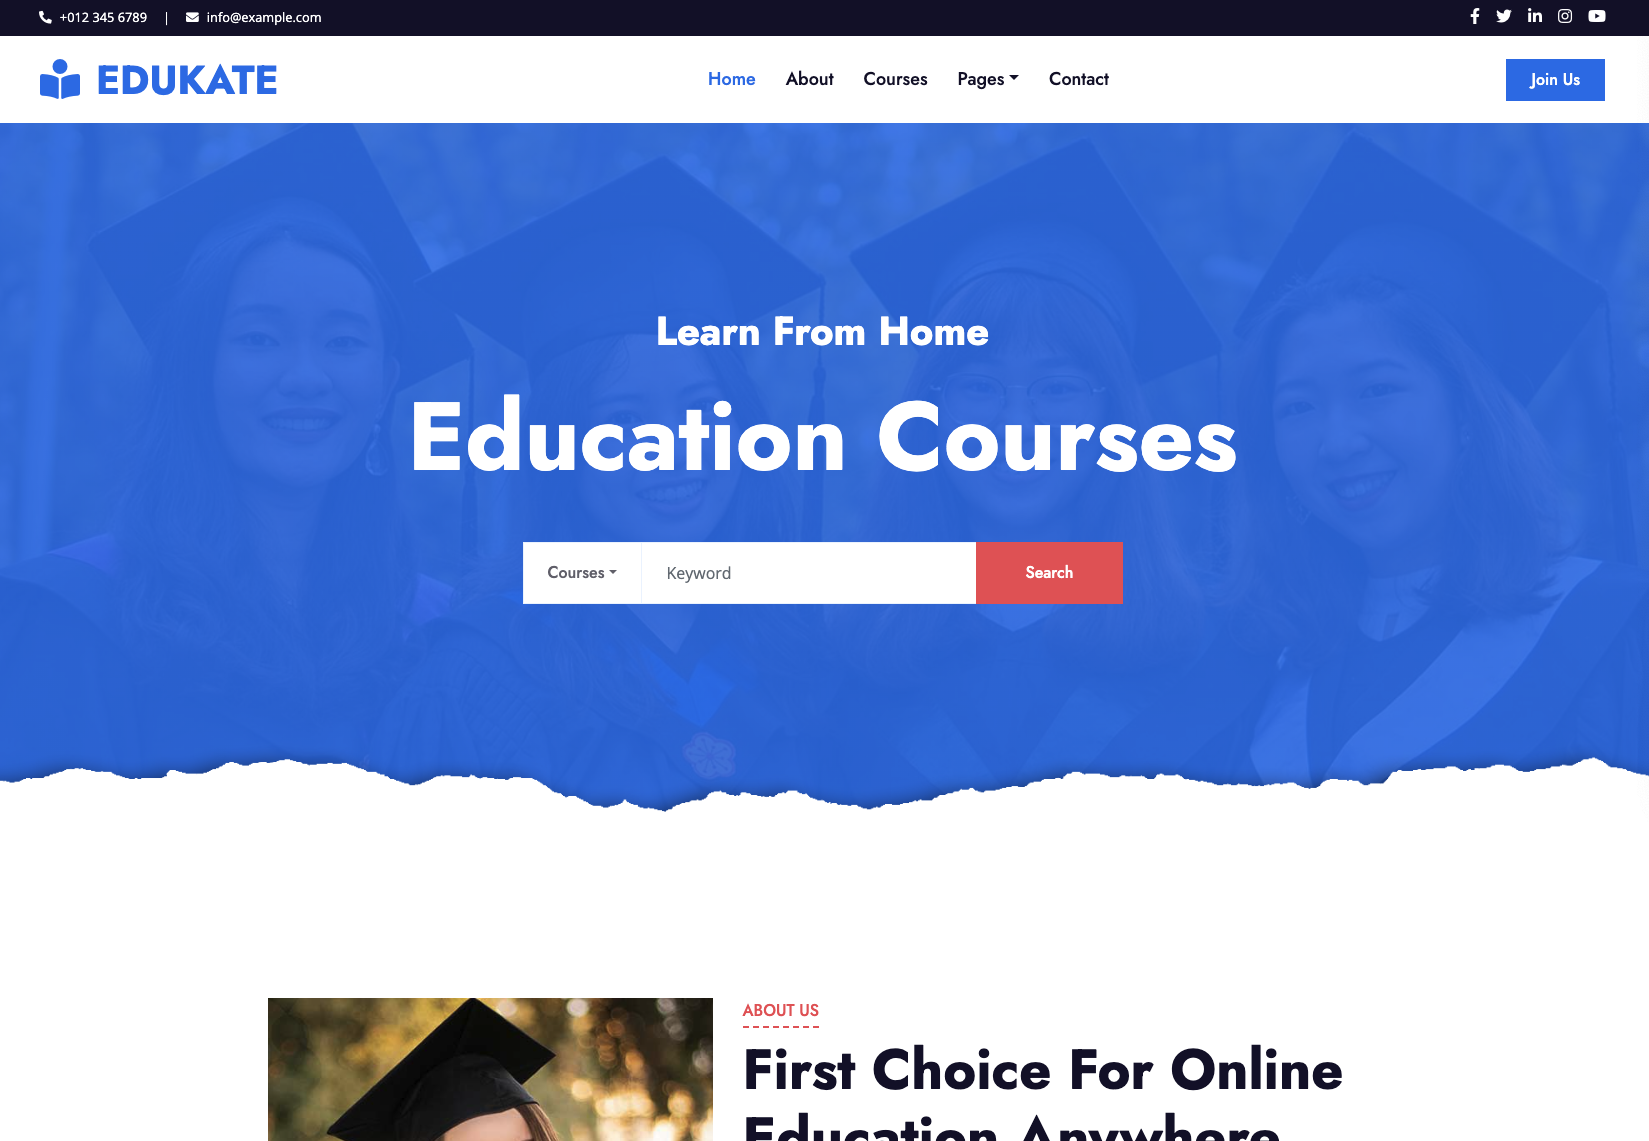 +012 345 6789 | info@example.com
EDUKATE
Home About Courses Pages Contact
Join Us
Learn From Home
Education Courses
Courses Keyword Search
ABOUT US
First Choice For Online
Education Anywhere